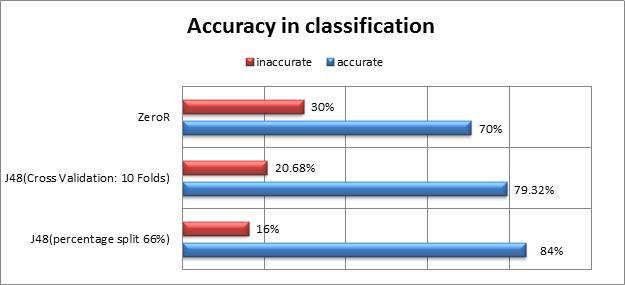 Accuracy in classification
inaccurate accurate
ZeroR
30%
70%
J48(Cross Validation: 10 Folds)
20.68%
79.32%
J48(percentage split 66%)
16%
84%